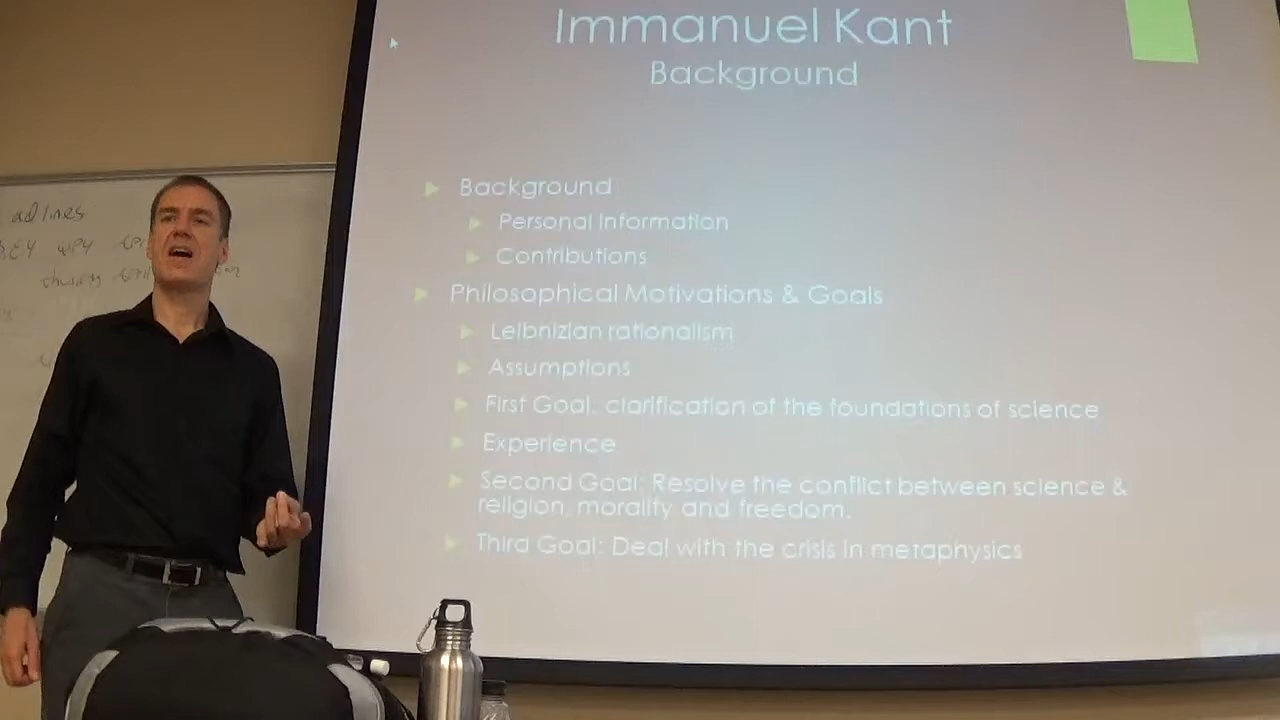 Immanuel Kant
Background
Background
Personal Information
Contributions
Philosophical Motivations & Goals
Leibnizian rationalism
Assumptions
First Goal: clarification of the foundations of science
Experience
Second Goal: Resolve the conflict between science &
religion, morality and freedom.
Third Goal: Deal with the crisis in metaphysics
adlines